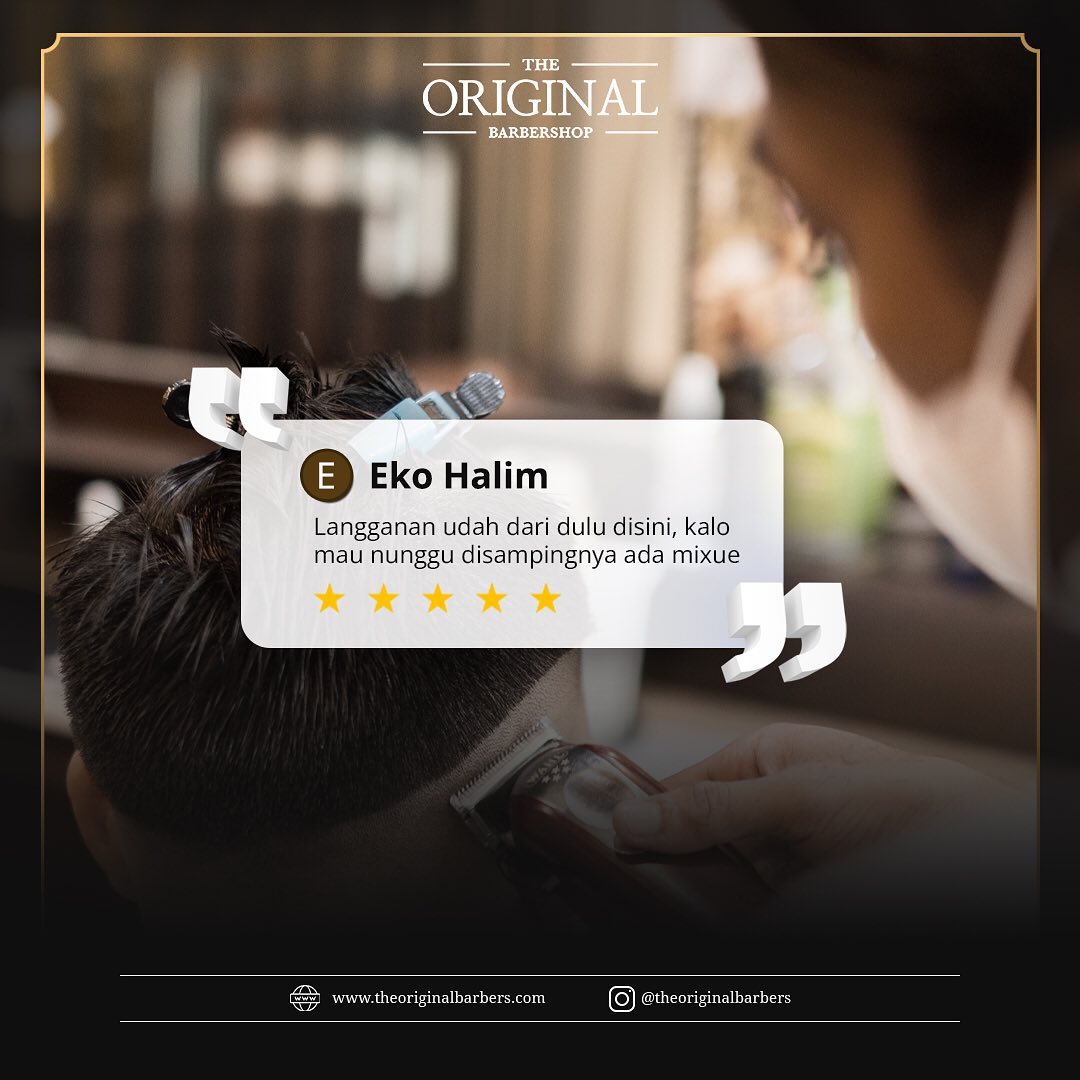 THE
ORIGINAL
BARBERSHOP
E Eko Halim
Langganan udah dari dulu disini, kalo
mau nunggu disampingnya ada mixue
www.theoriginalbarbers.com @theoriginalbarbers